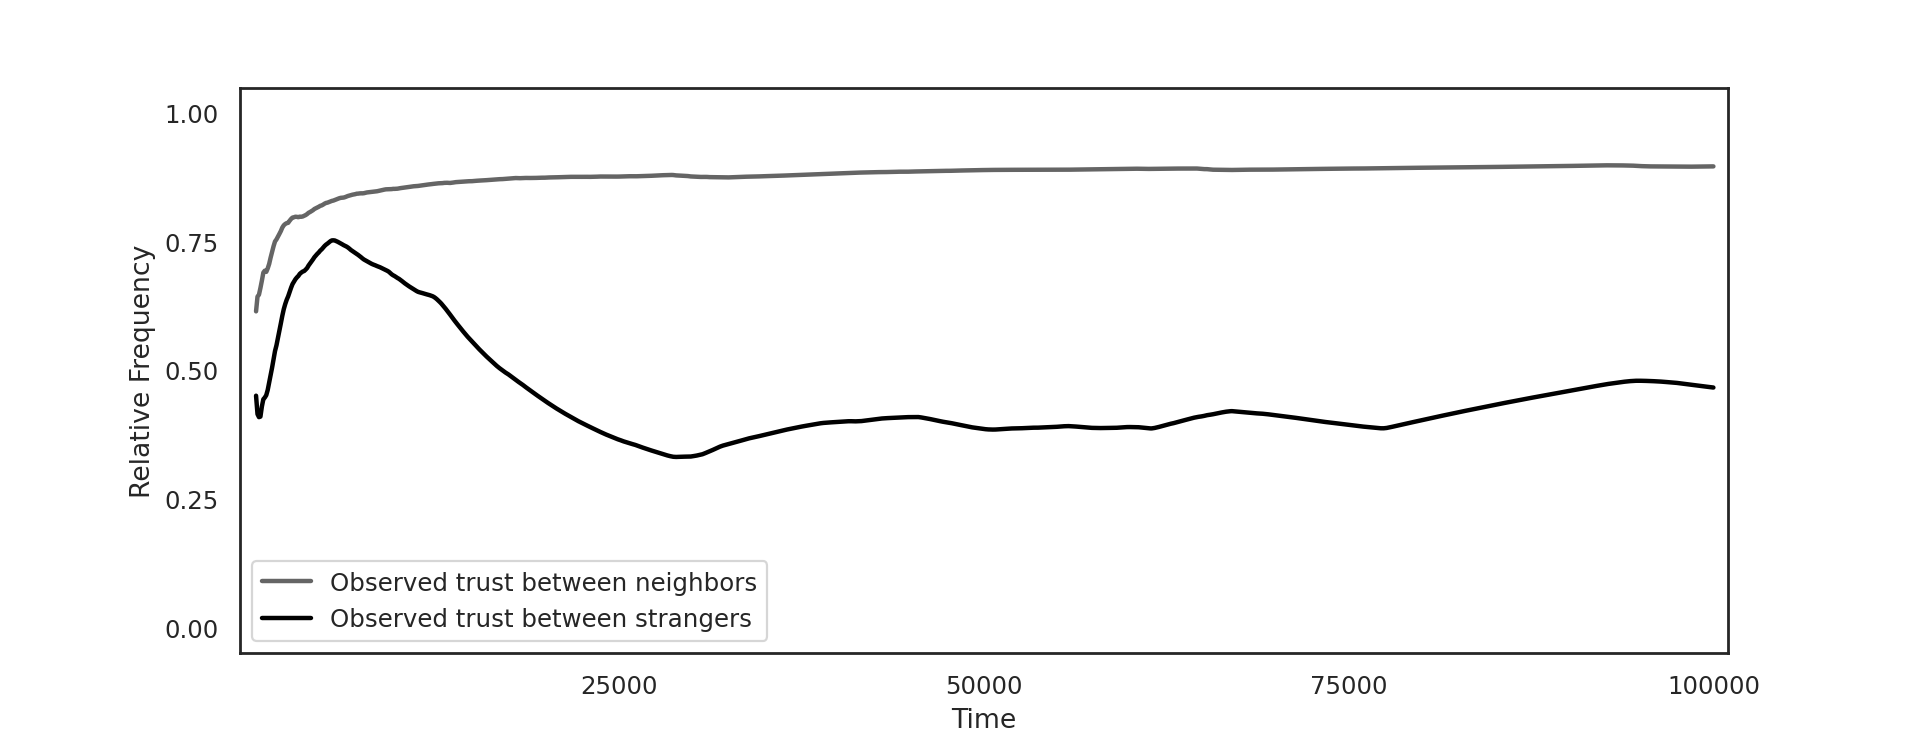 1.00
0.75
0.50
0.25
0.00
Relative Frequency
Observed trust between neighbors
Observed trust between strangers
25000 50000 75000 100000
Time